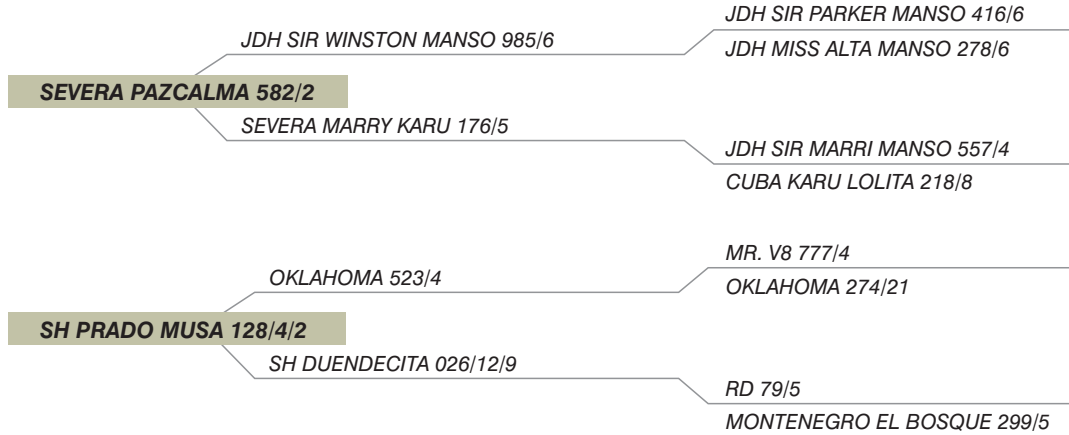 JDH SIR PARKER MANSO 416/6
JDH SIR WINSTON MANSO 985/6
JDH MISS ALTA MANSO 278/6
SEVERA PAZCALMA 582/2
SEVERA MARRY KARU 176/5
JDH SIR MARRI MANSO 557/4
CUBA KARU LOLITA 218/8
MR. V8 777/4
OKLAHOMA 523/4
OKLAHOMA 274/21
SH PRADO MUSA 128/4/2
SH DUENDECITA 026/12/9
RD 79/5
MONTENEGRO EL BOSQUE 299/5